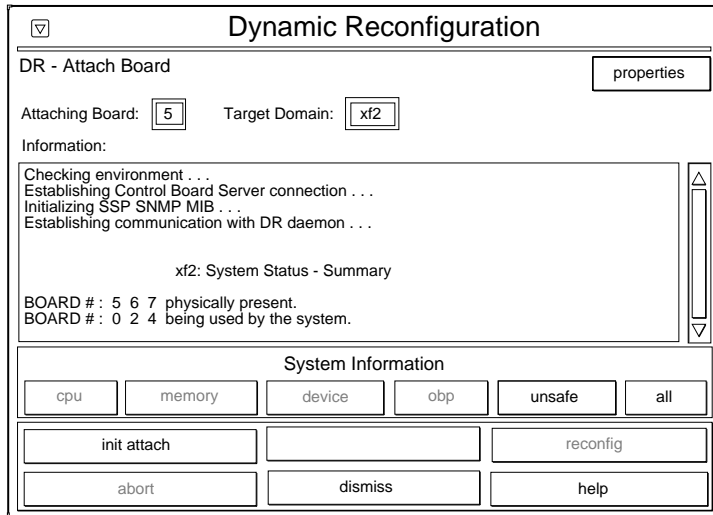 Dynamic Reconfiguration
DR - Attach Board
properties
Attaching Board: 5 Target Domain: xf2
Information:
Checking environment . . .
Establishing Control Board Server connection . . .
Initializing SSP SNMP MIB . . .
Establishing communication with DR daemon . . .
xf2: System Status - Summary
BOARD # : 5 6 7 physically present.
BOARD # : 0 2 4 being used by the system.
System Information
cpu memory device obp unsafe all
init attach reconfig
abort dismiss help